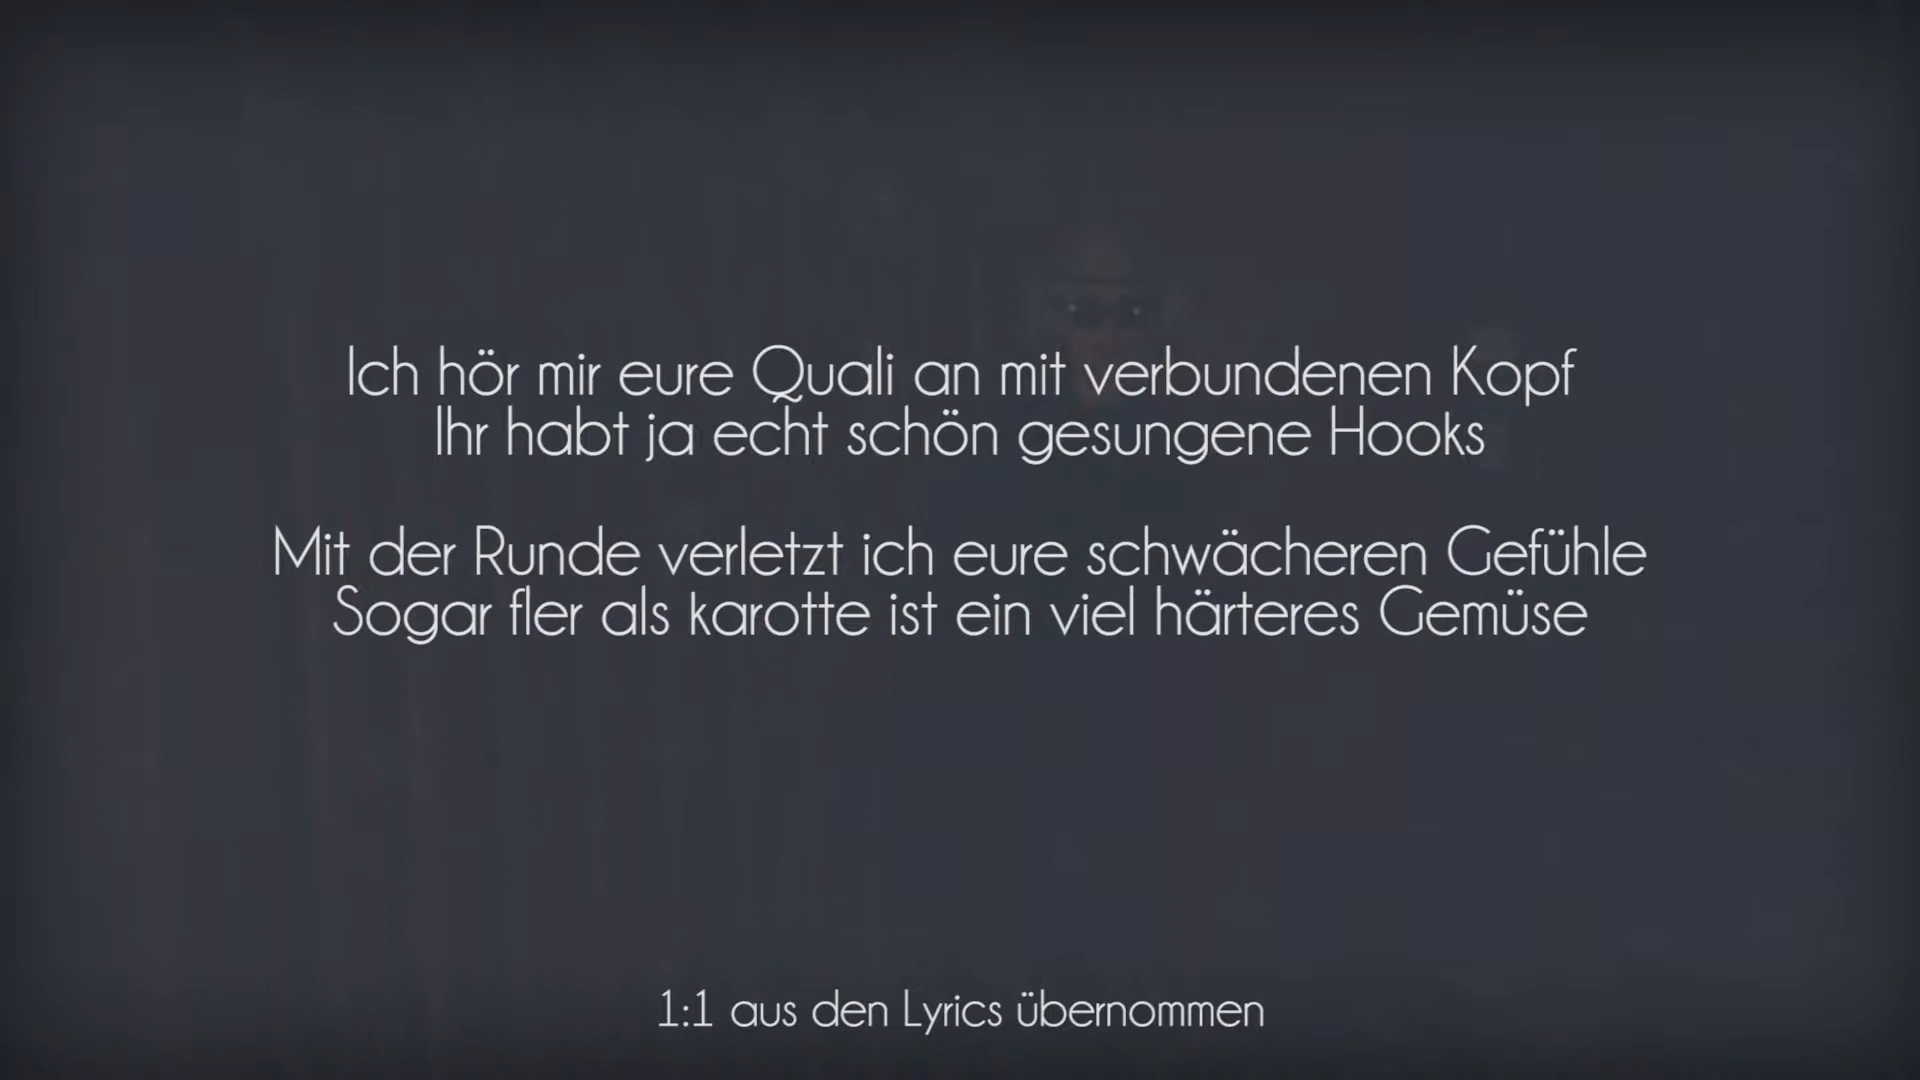 Ich hör mir eure Quali an mit verbundenen Kopf
Ihr habt ja echt schön gesungene Hooks
Mit der Runde verletzt ich eure schwächeren Gefühle
Sogar fler als karotte ist ein viel härteres Gemüse
1:1 aus den Lyrics übernommen